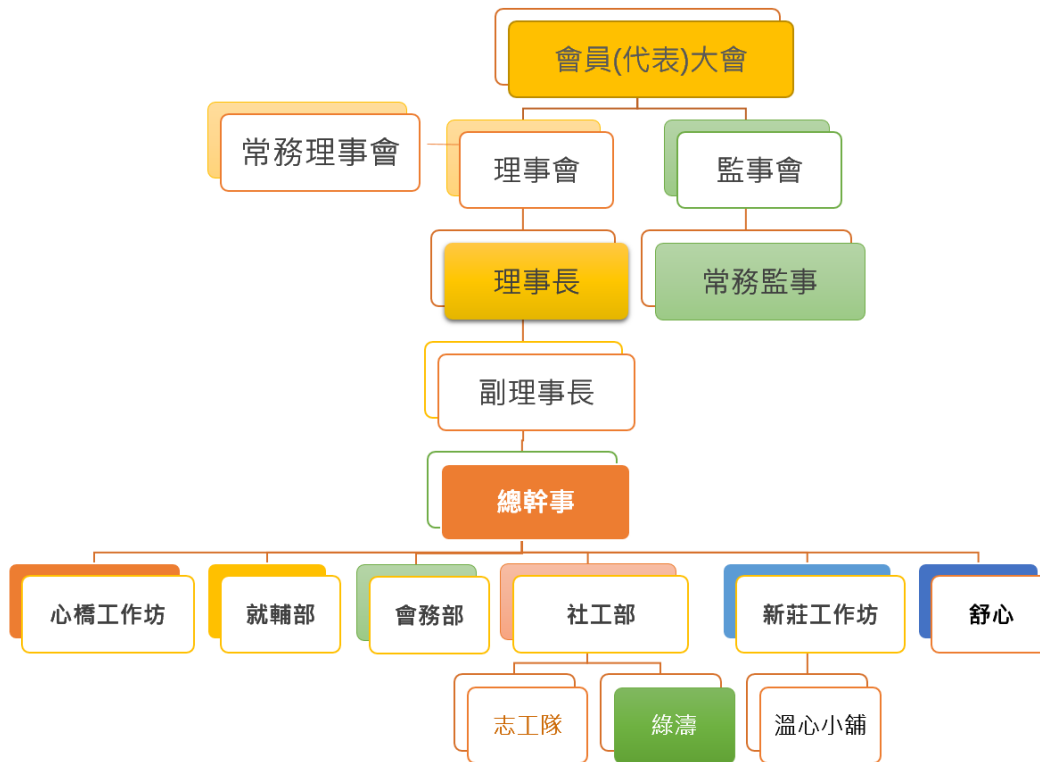 會員(代表)大會
常務理事會
理事會
監事會
理事長
常務監事
副理事長
總幹事
心橋工作坊
就輔部
會務部
社工部
新莊工作坊
舒心
志工隊
綠濤
溫心小舖